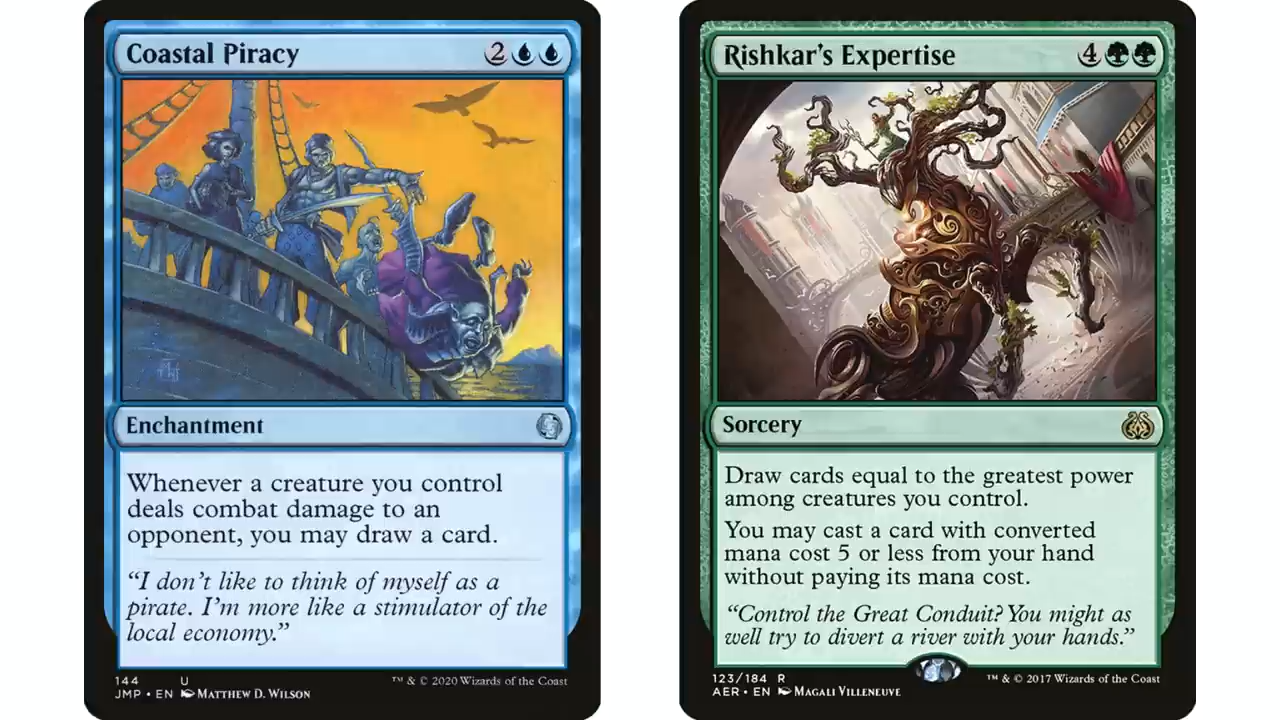 Coastal Piracy 2
Enchantment
Whenever a creature you control
deals combat damage to an
opponent, you may draw a card.
“I don’t like to think of myself as a
pirate. I’m more like a stimulator of the
local economy.”
144 U
JMP • EN Matthew D. Wilson
™ & © 2020 Wizards of the Coast
Rishkar’s Expertise 4
Sorcery
Draw cards equal to the greatest power
among creatures you control.
You may cast a card with converted
mana cost 5 or less from your hand
without paying its mana cost.
“Control the Great Conduit? You might as
well try to divert a river with your hands.”
123/184 R
AER • EN Magali Villeneuve
™ & © 2017 Wizards of the Coast